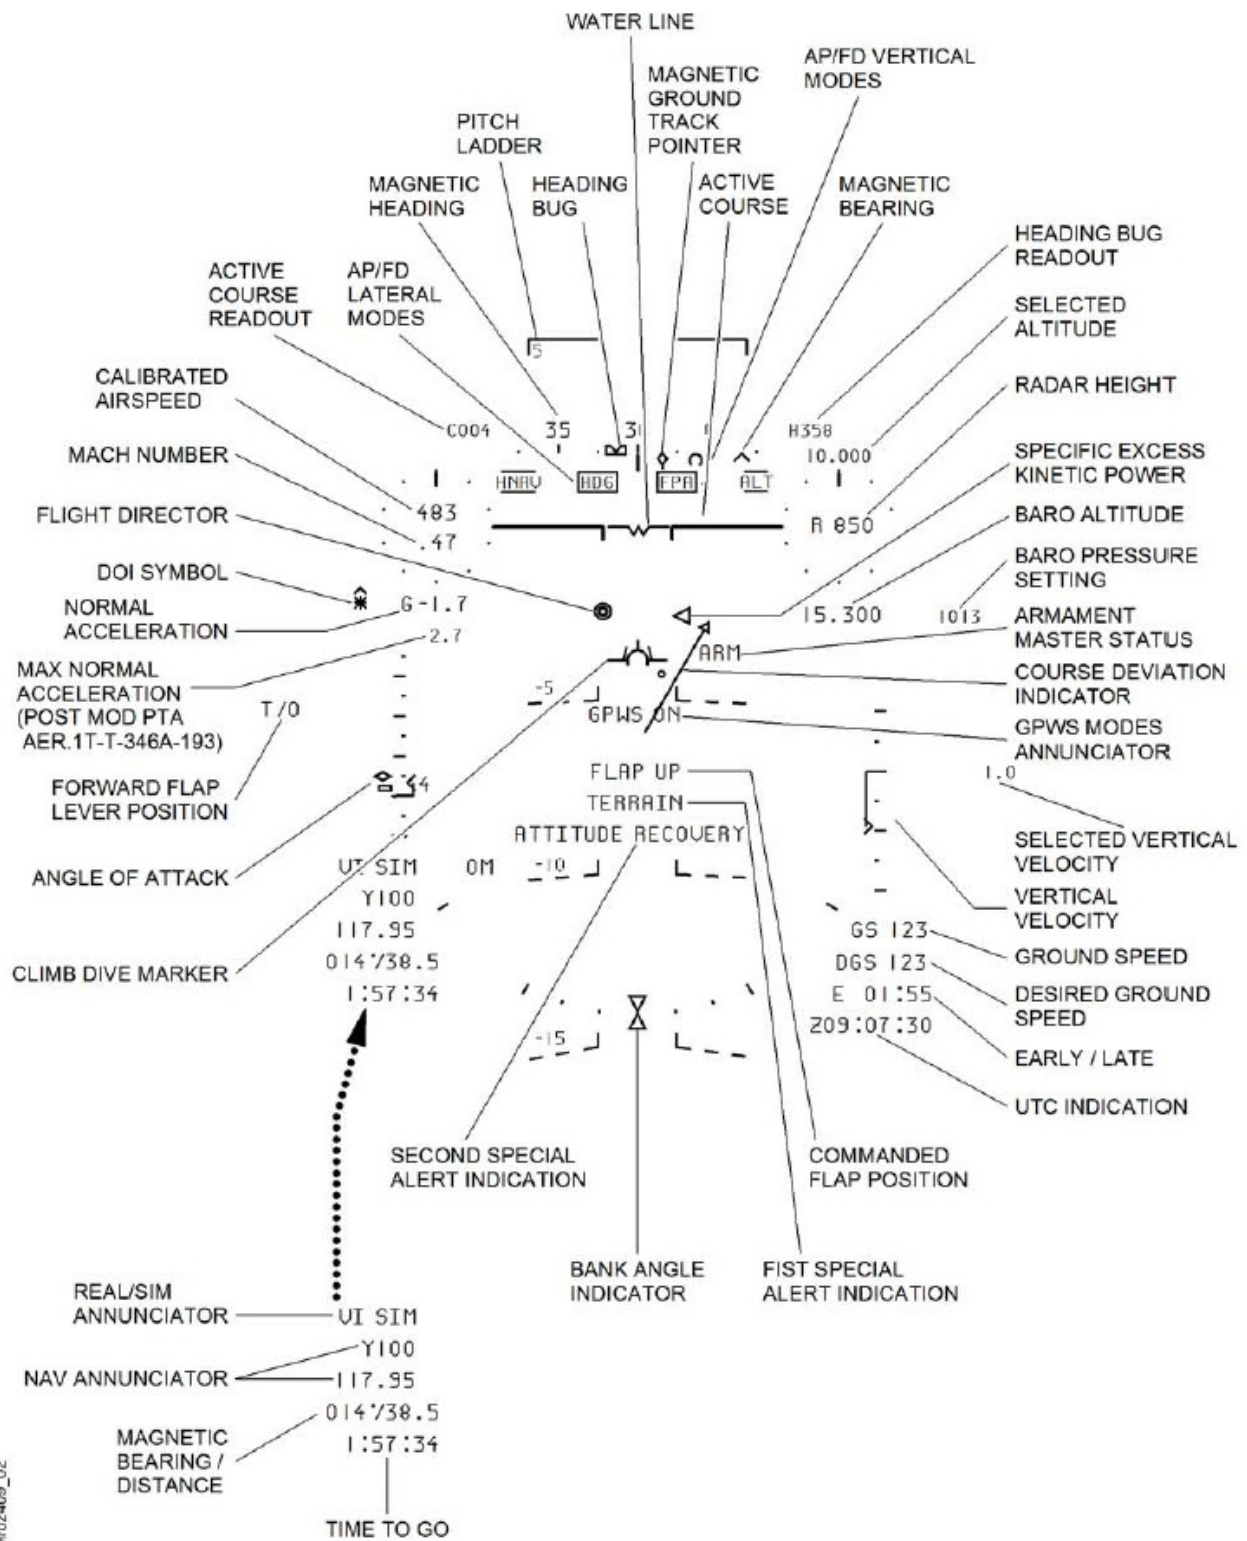 WATER LINE
AP/FD VERTICAL
MODES
MAGNETIC
GROUND
TRACK
POINTER
PITCH
LADDER
MAGNETIC
HEADING
HEADING
BUG
ACTIVE
COURSE
MAGNETIC
BEARING
HEADING BUG
READOUT
ACTIVE
COURSE
READOUT
AP/FD
LATERAL
MODES
SELECTED
ALTITUDE
5
CALIBRATED
AIRSPEED
RADAR HEIGHT
C004
35
H358
10.000
MACH NUMBER
SPECIFIC EXCESS
KINETIC POWER
HNAV
HDG
FPA
ALT
483
R 850
FLIGHT DIRECTOR
BARO ALTITUDE
.47
DOI SYMBOL
BARO PRESSURE
SETTING
G-1.7
15.300
1013
NORMAL
ACCELERATION
ARMAMENT
MASTER STATUS
2.7
ARM
MAX NORMAL
ACCELERATION
(POST MOD PTA
AER.1T-T-346A-193)
COURSE DEVIATION
INDICATOR
-5
T/O
GPWS ON
GPWS MODES
ANNUNCIATOR
FORWARD FLAP
LEVER POSITION
FLAP UP
1.0
4
TERRAIN
ATTITUDE RECOVERY
SELECTED VERTICAL
VELOCITY
ANGLE OF ATTACK
VI SIM
OM
-10
Y100
VERTICAL
VELOCITY
117.95
GS 123
GROUND SPEED
CLIMB DIVE MARKER
014°/38.5
DGS 123
DESIRED GROUND
SPEED
1:57:34
E 01:55
Z09:07:30
EARLY / LATE
-15
UTC INDICATION
SECOND SPECIAL
ALERT INDICATION
COMMANDED
FLAP POSITION
BANK ANGLE
INDICATOR
FIST SPECIAL
ALERT INDICATION
REAL/SIM
ANNUNCIATOR
VI SIM
Y100
NAV ANNUNCIATOR
117.95
014°/38.5
MAGNETIC
BEARING /
DISTANCE
1:57:34
TIME TO GO